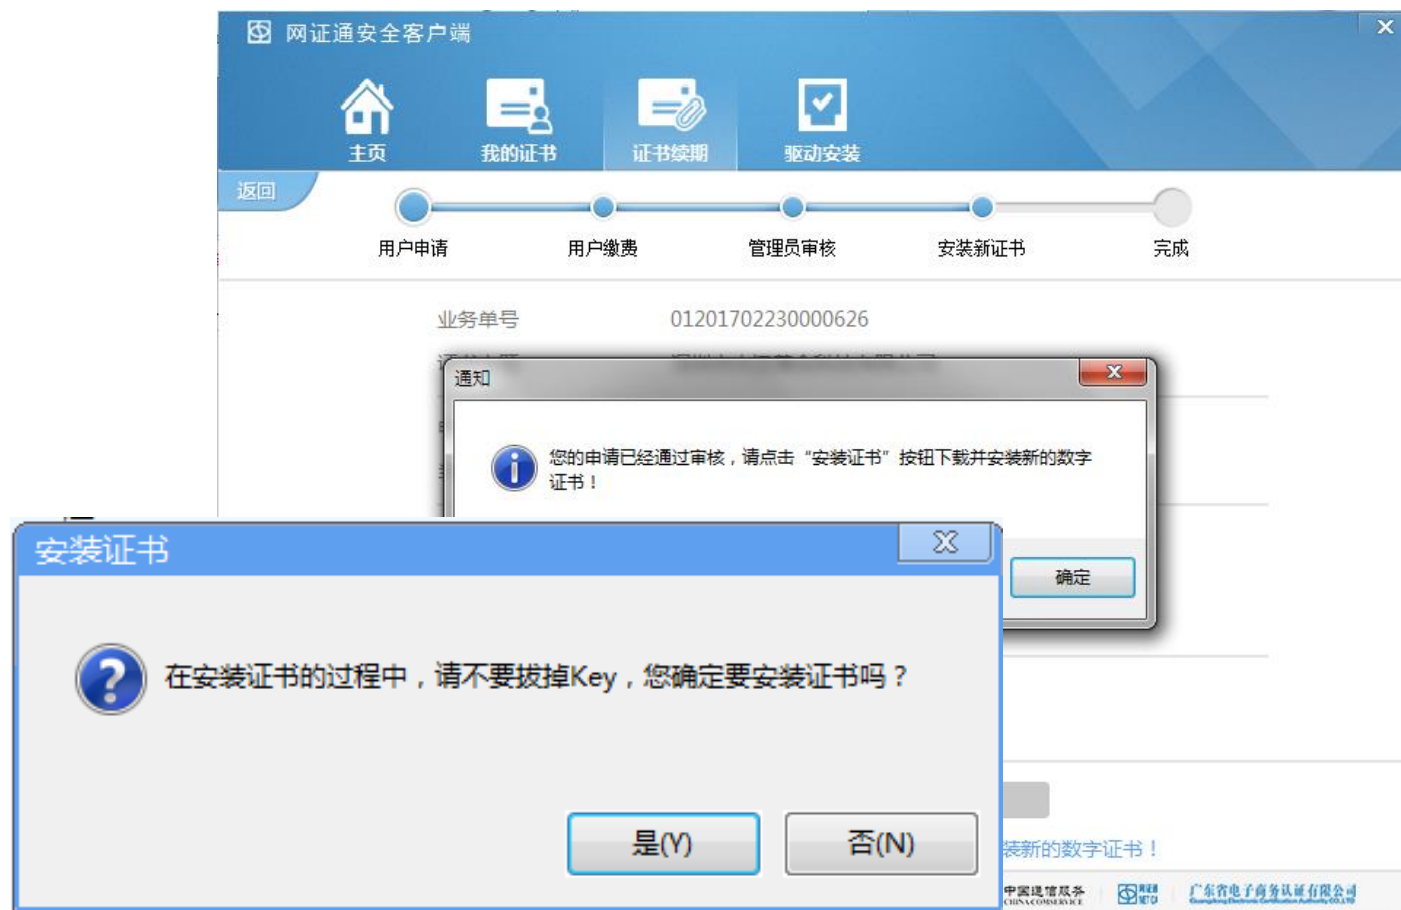 网证通安全客户端
主页
我的证书
证书续期
驱动安装
返回
用户申请
用户缴费
管理员审核
安装新证书
完成
业务单号 01201702230000626
通知
您的申请已经通过审核，请点击“安装证书”按钮下载并安装新的数字
证书！
确定
安装证书
在安装证书的过程中，请不要拔掉Key，您确定要安装证书吗？
是(Y)
否(N)
装新的数字证书！
中国通信服务
CHINA COMSERVICE
广东省电子商务认证有限公司